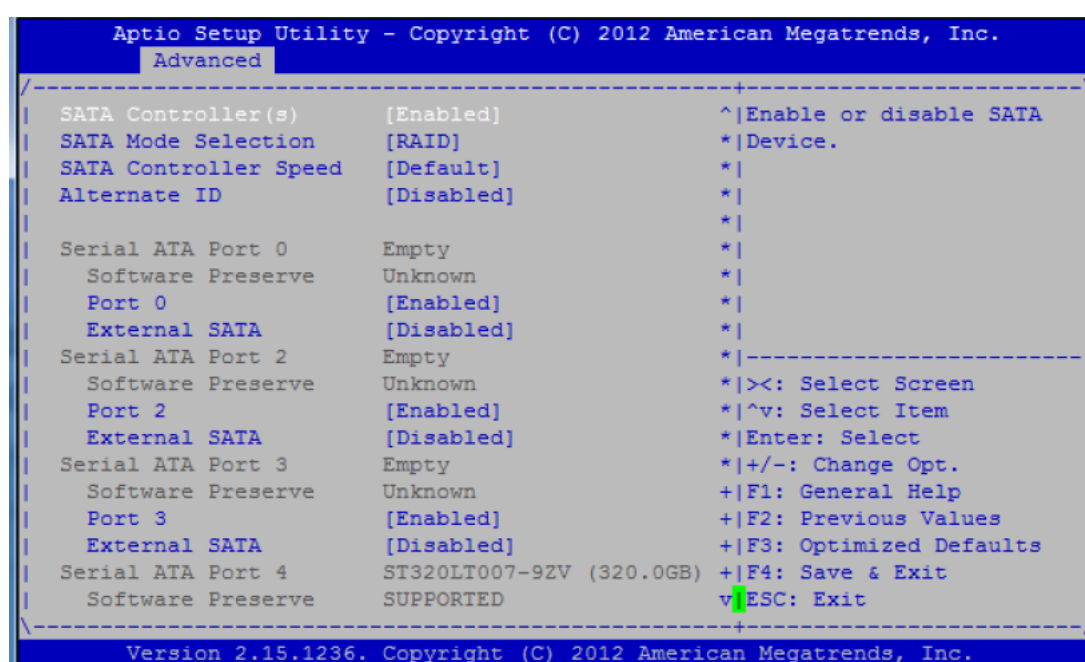 Aptio Setup Utility - Copyright (C) 2012 American Megatrends, Inc.
Advanced
/----------------------------------------------------+--------------------------\
| SATA Controller(s) [Enabled] ^|Enable or disable SATA
| SATA Mode Selection [RAID] *|Device.
| SATA Controller Speed [Default] *|
| Alternate ID [Disabled] *|
| *|
| Serial ATA Port 0 Empty *|
| Software Preserve Unknown *|
| Port 0 [Enabled] *|
| External SATA [Disabled] *|
| Serial ATA Port 2 Empty *|-------------------------
| Software Preserve Unknown *|><: Select Screen
| Port 2 [Enabled] *|^v: Select Item
| External SATA [Disabled] *|Enter: Select
| Serial ATA Port 3 Empty *|+/-: Change Opt.
| Software Preserve Unknown +|F1: General Help
| Port 3 [Enabled] +|F2: Previous Values
| External SATA [Disabled] +|F3: Optimized Defaults
| Serial ATA Port 4 ST320LT007-9ZV (320.0GB) +|F4: Save & Exit
| Software Preserve SUPPORTED v|ESC: Exit
\----------------------------------------------------+--------------------------/
Version 2.15.1236. Copyright (C) 2012 American Megatrends, Inc.